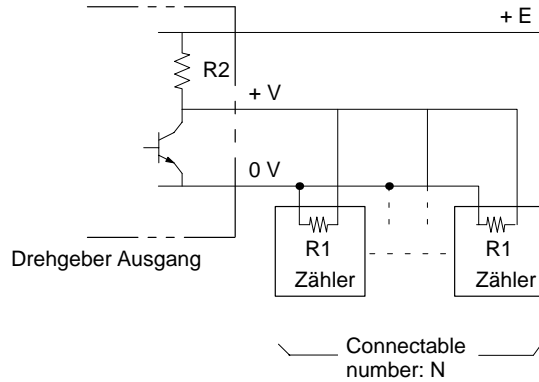 + E
R2
+ V
0 V
Drehgeber Ausgang
R1
Zähler
R1
Zähler
Connectable
number: N